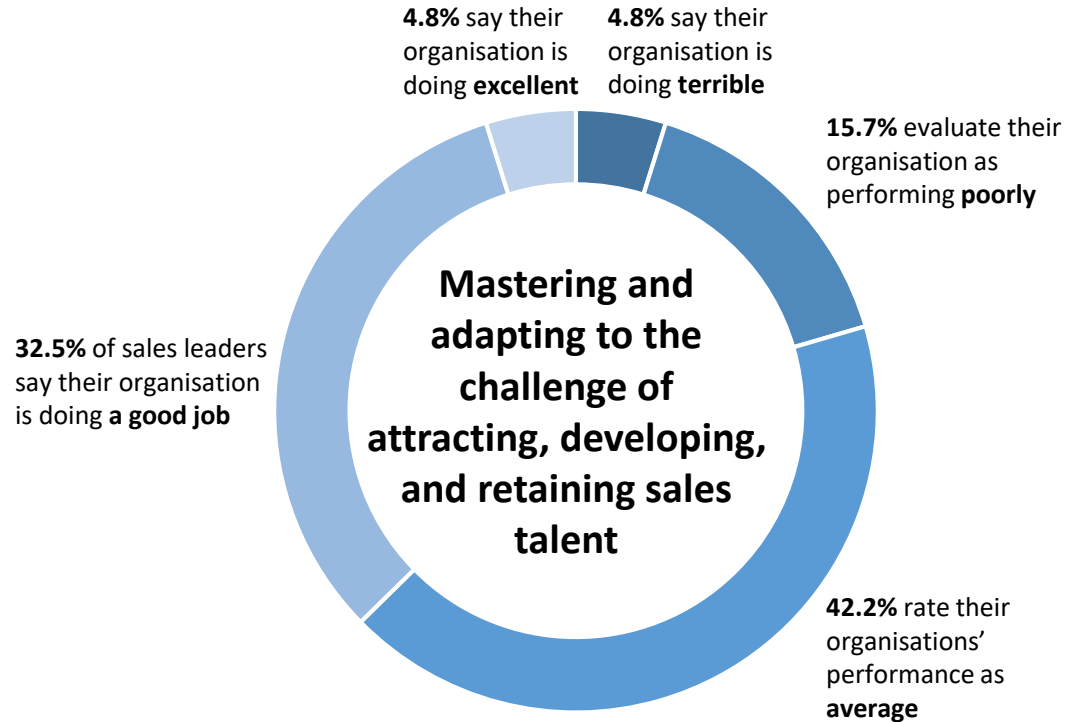 4.8% say their
organisation is
doing excellent
4.8% say their
organisation is
doing terrible
15.7% evaluate their
organisation as
performing poorly
32.5% of sales leaders
say their organisation
is doing a good job
Mastering and
adapting to the
challenge of
attracting, developing,
and retaining sales
talent
42.2% rate their
organisations’
performance as
average